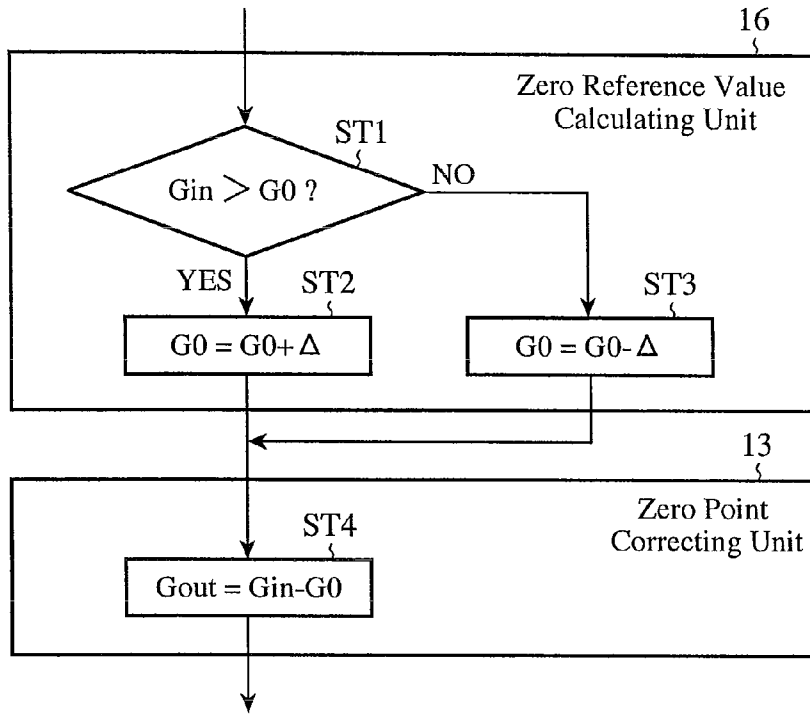 16
Zero Reference Value
Calculating Unit
ST1
Gin > G0 ?
NO
YES
ST2
ST3
G0 = G0+ Δ
G0 = G0- Δ
13
Zero Point
Correcting Unit
ST4
Gout = Gin-G0